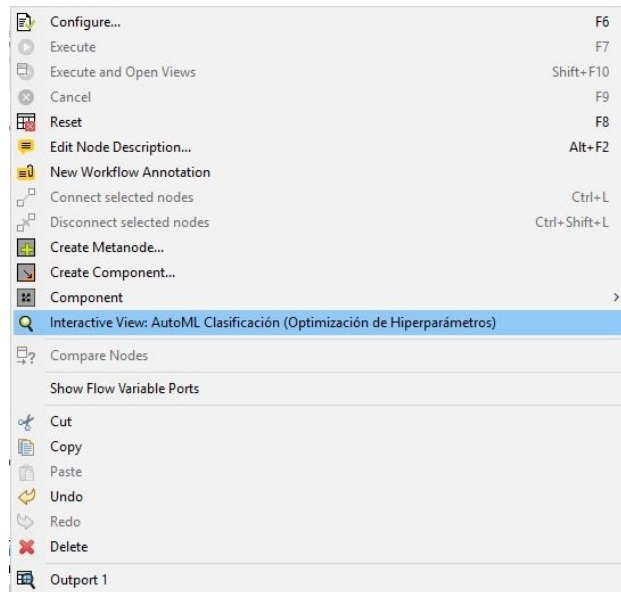 Configure... F6
Execute F7
Execute and Open Views Shift+F10
Cancel F9
Reset F8
Edit Node Description... Alt+F2
New Workflow Annotation
Connect selected nodes Ctrl+L
Disconnect selected nodes Ctrl+Shift+L
Create Metanode...
Create Component...
Component
Interactive View: AutoML Clasificación (Optimización de Hiperparámetros)
Compare Nodes
Show Flow Variable Ports
Cut
Copy
Paste
Undo
Redo
Delete
Outport 1